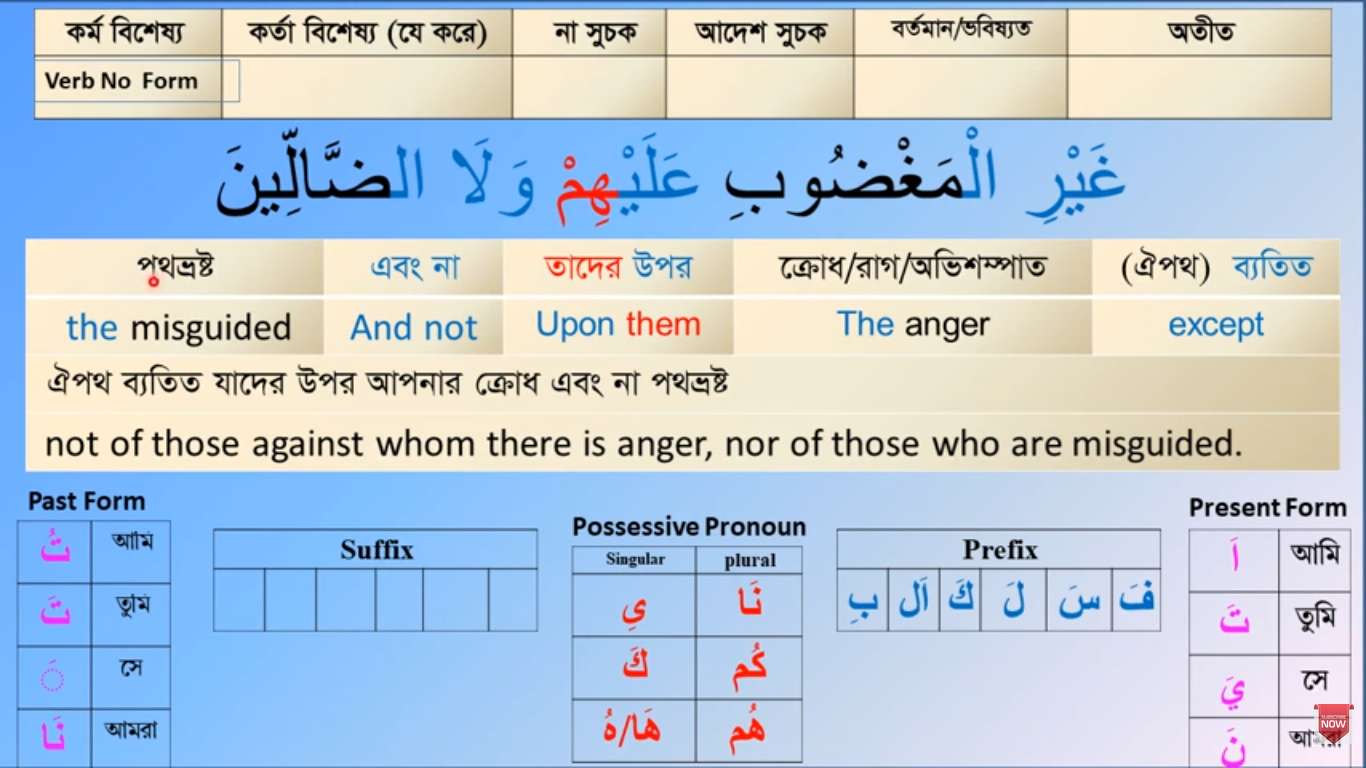 কর্ম বিশেষ্য কর্তা বিশেষ্য (যে করে) না সুচক আদেশ সুচক বর্তমান/ভবিষ্যত অতীত
Verb No Form
غَيْرِ الْمَغْضُوبِ عَلَيْهِمْ وَلَا الضَّالِّينَ
পথভ্রষ্ট এবং না তাদের উপর ক্রোধ/রাগ/অভিশম্পাত (ঐপথ) ব্যতিত
the misguided And not Upon them The anger except
ঐপথ ব্যতিত যাদের উপর আপনার ক্রোধ এবং না পথভ্রষ্ট
not of those against whom there is anger, nor of those who are misguided.
Past Form
تُ আমি
تَ তুমি
سে
نَا আমরা
Suffix
Possessive Pronoun
Singular plural
يِ نَا
كَ كُم
هَا/هُ هُم
Prefix
بِ اَل كَ لَ سَ فَ
Present Form
اَ আমি
تَ তুমি
يَ সে
نَ
SUBSCRIBE
NOW